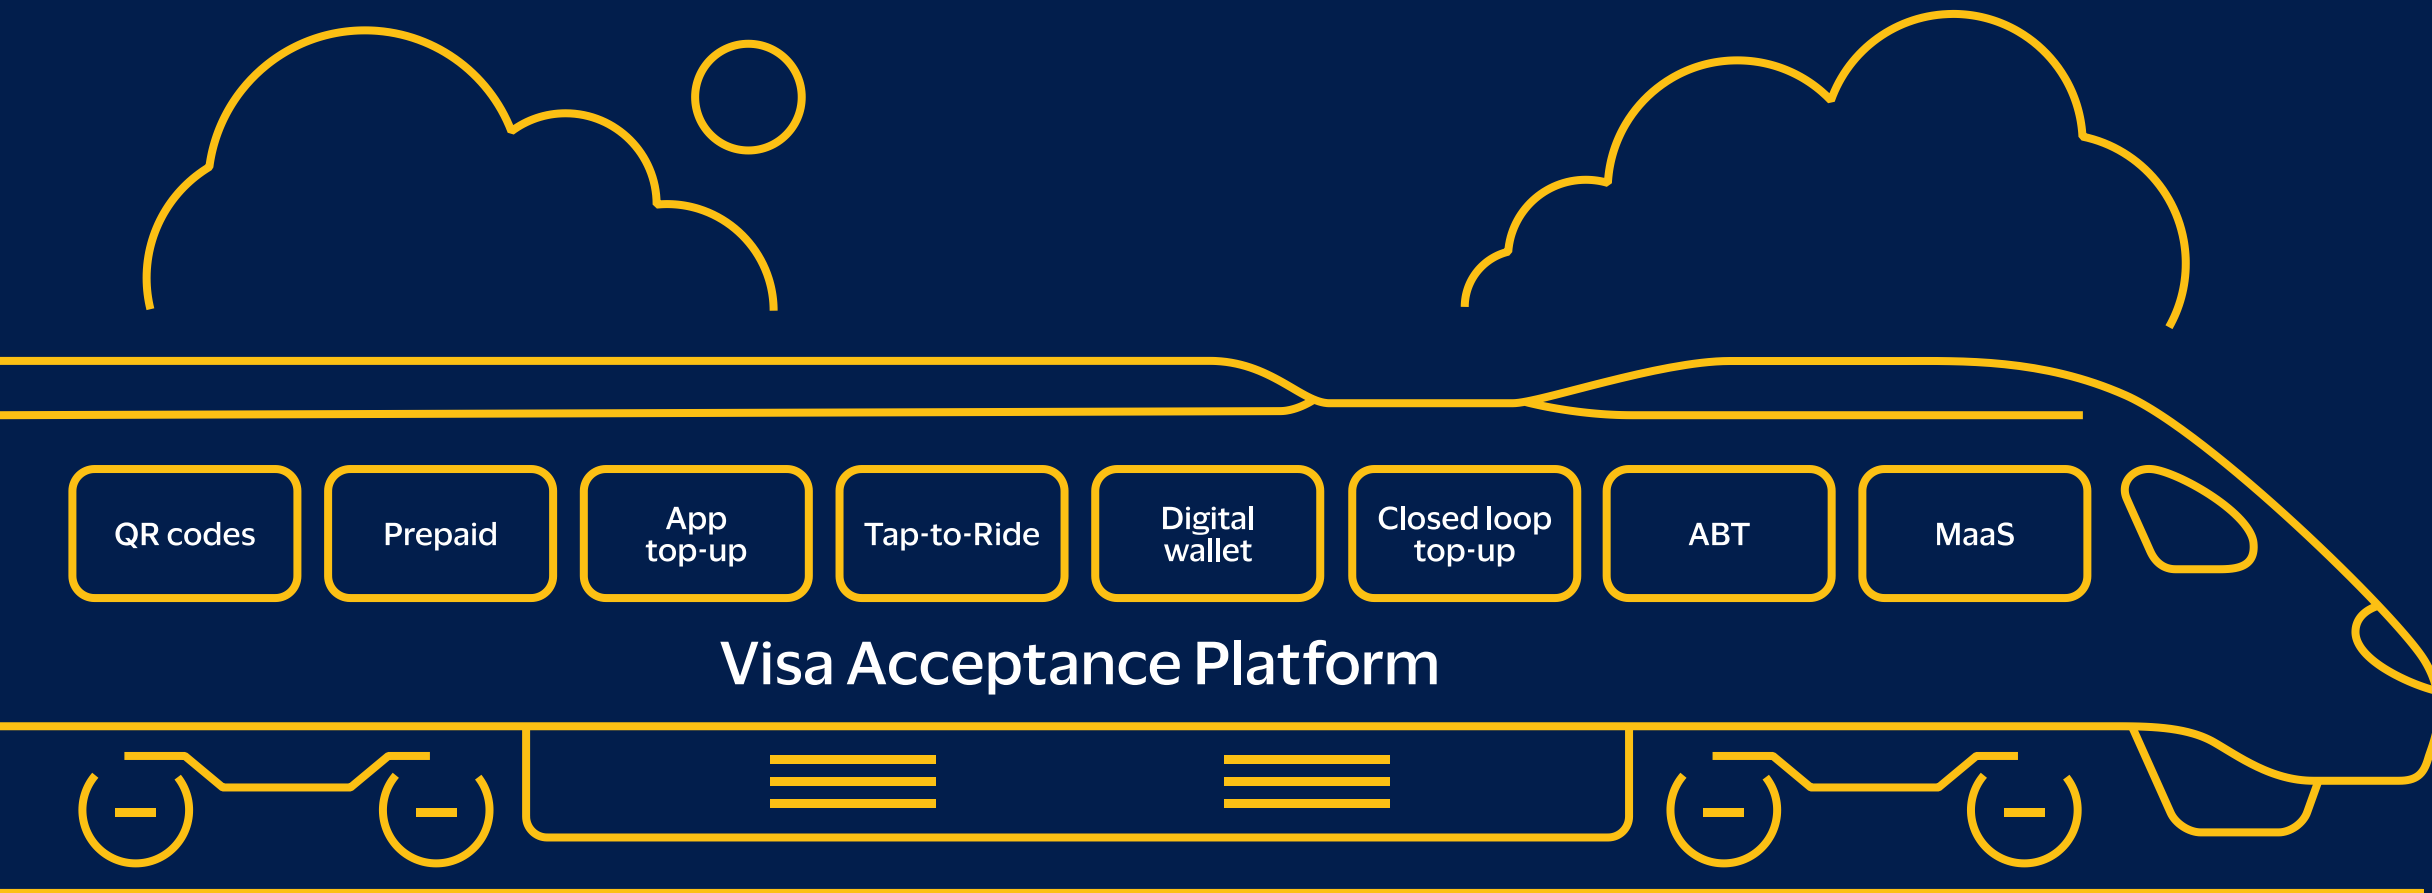 QR codes
Prepaid
App
top-up
Tap-to-Ride
Digital
wallet
Closed loop
top-up
ABT
MaaS
Visa Acceptance Platform